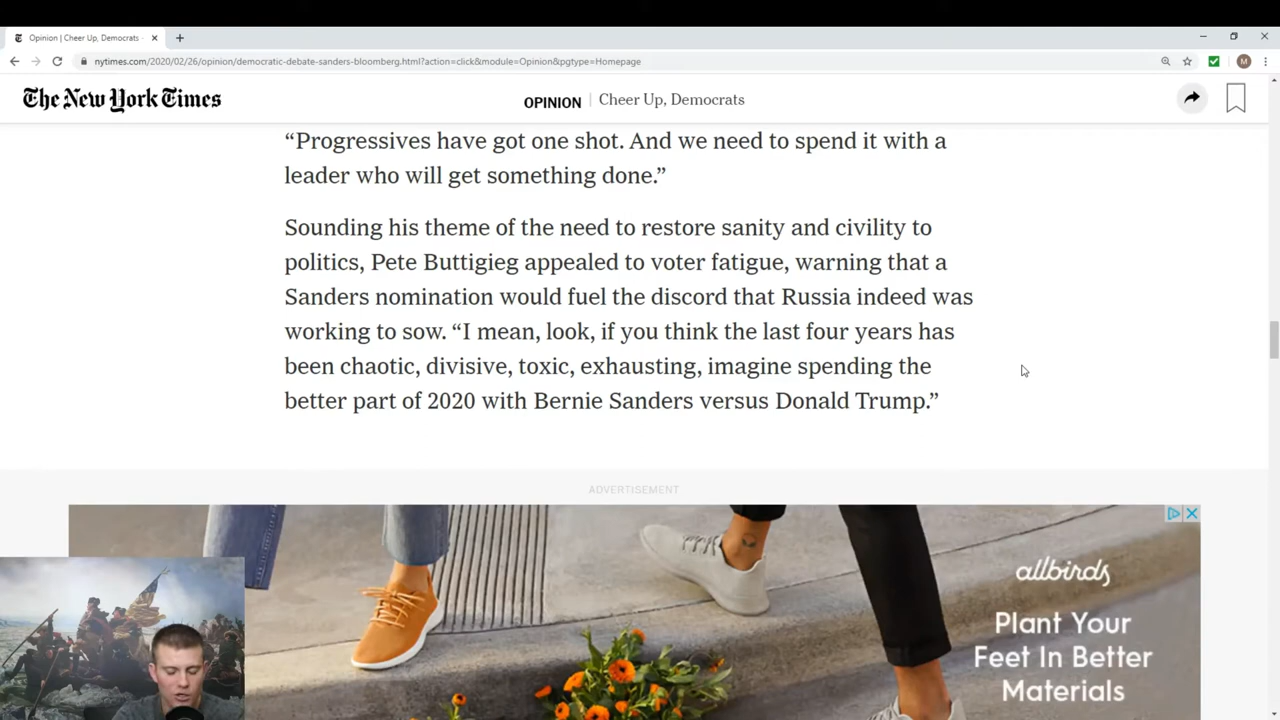 Opinion | Cheer Up, Democrats
nytimes.com/2020/02/26/opinion/democratic-debate-sanders-bloomberg.html?action=click&module=Opinion&pgtype=Homepage
M
The New York Times
OPINION | Cheer Up, Democrats
“Progressives have got one shot. And we need to spend it with a
leader who will get something done.”
Sounding his theme of the need to restore sanity and civility to
politics, Pete Buttigieg appealed to voter fatigue, warning that a
Sanders nomination would fuel the discord that Russia indeed was
working to sow. “I mean, look, if you think the last four years has
been chaotic, divisive, toxic, exhausting, imagine spending the
better part of 2020 with Bernie Sanders versus Donald Trump.”
ADVERTISEMENT
allbirds
Plant Your
Feet In Better
Materials